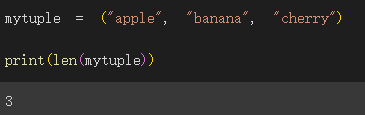 mytuple = ("apple", "banana", "cherry")
print(len(mytuple))
3